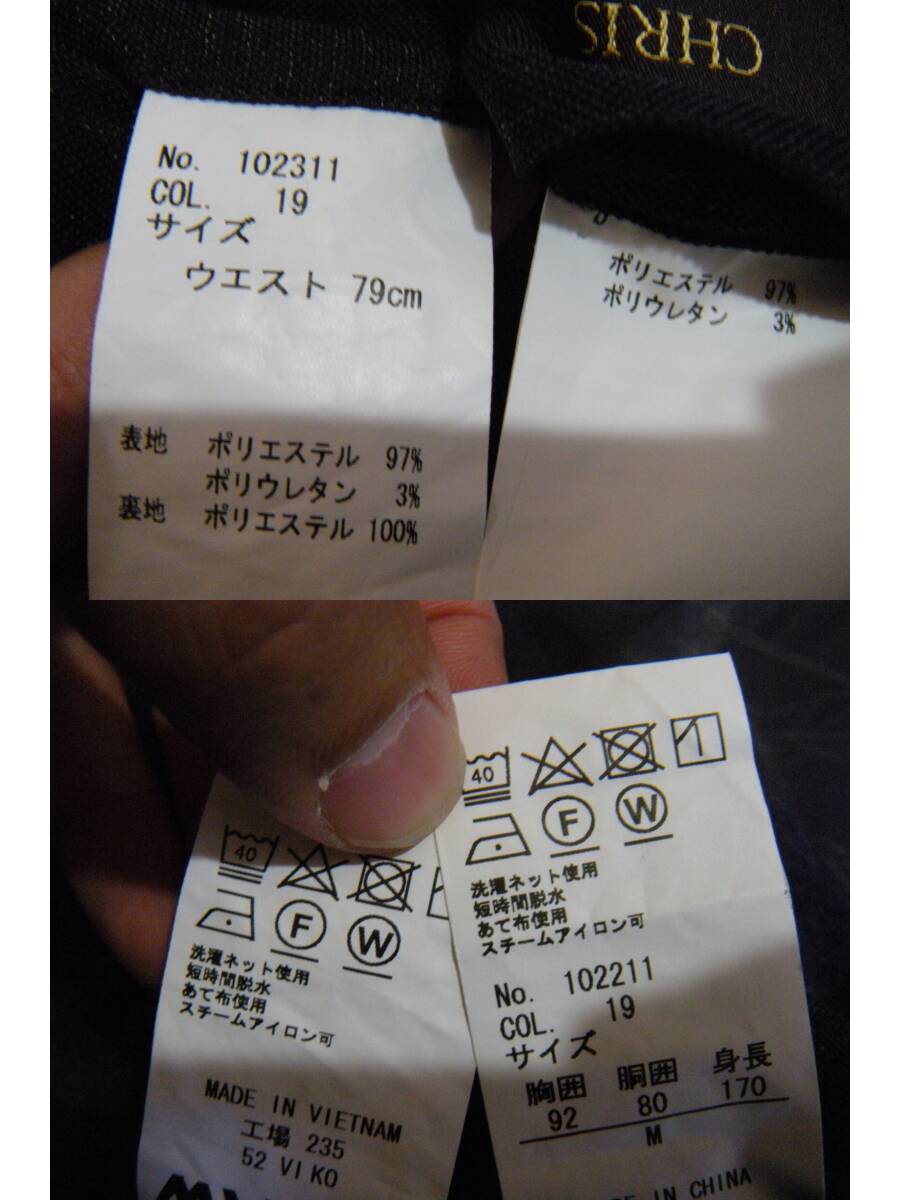 CHRIS
No. 102311
COL. 19
サイズ
ウエスト 79cm
表地 ポリエステル 97%
ポリウレタン 3%
裏地 ポリエステル 100%
ポリエステル 97%
ポリウレタン 3%
40
F W
洗濯ネット使用
短時間脱水
あて布使用
スチームアイロン可
MADE IN VIETNAM
工場 235
52 VI KO
40
F W
洗濯ネット使用
短時間脱水
あて布使用
スチームアイロン可
No. 102211
COL. 19
サイズ
胸囲 胴囲 身長
92 80 170
M
IN CHINA